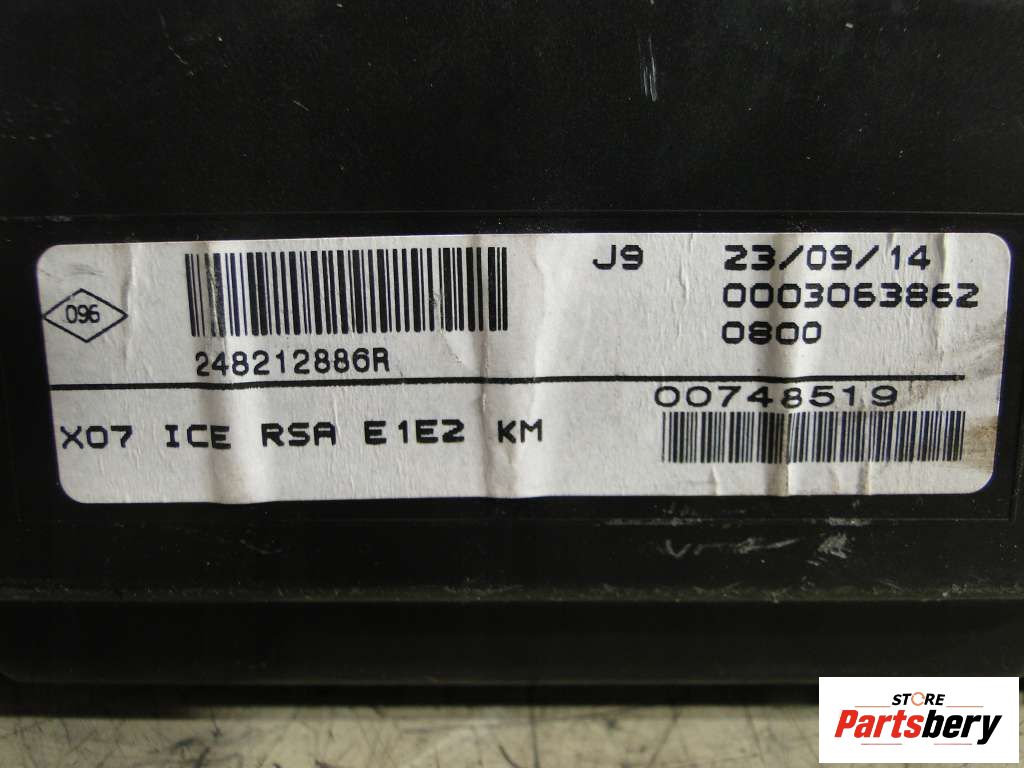 J9 23/09/14
0003063862
0800
096
248212886R
00748519
X07 ICE RSA E1E2 KM
STORE
Partsbery